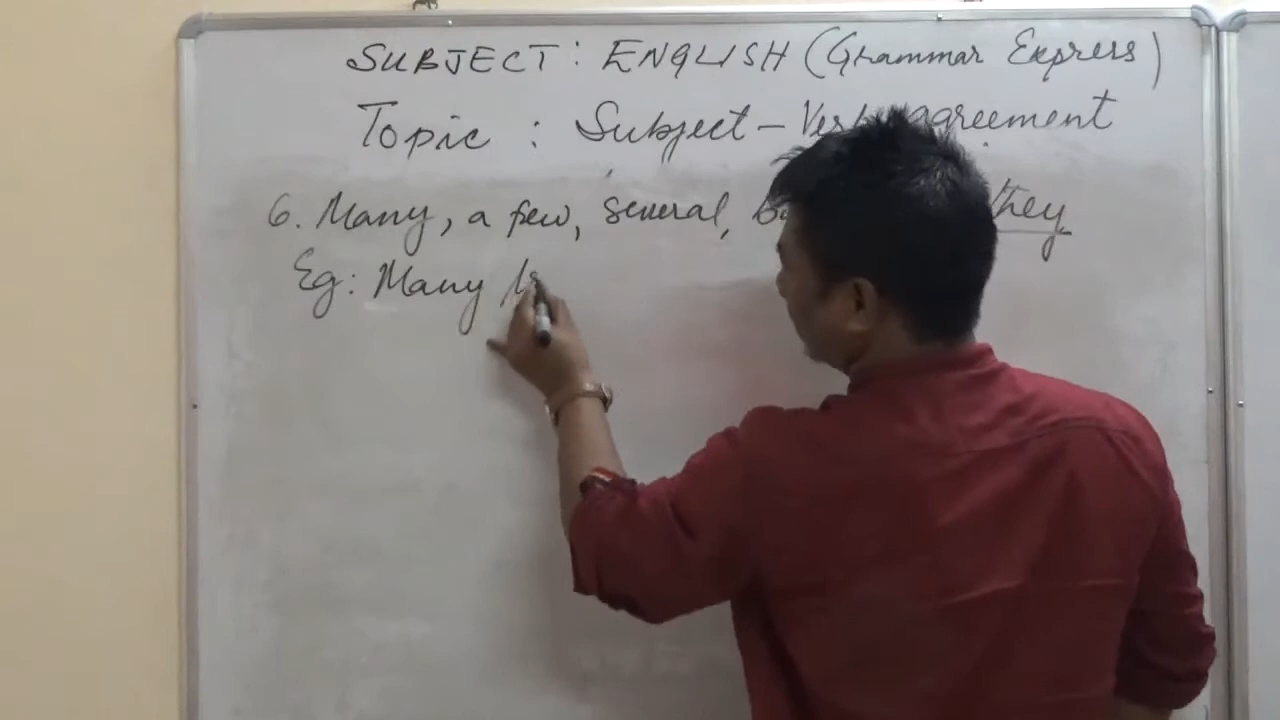 SUBJECT: ENGLISH (Grammar Express)
Topic : Subject - Verb agreement
6. Many, a few, several, they
Eg: Many